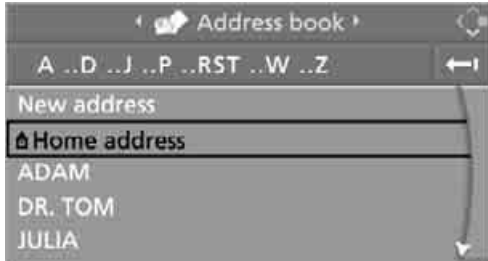 Address book
A ..D ..J ..P ..RST ..W ..Z
New address
Home address
ADAM
DR. TOM
JULIA